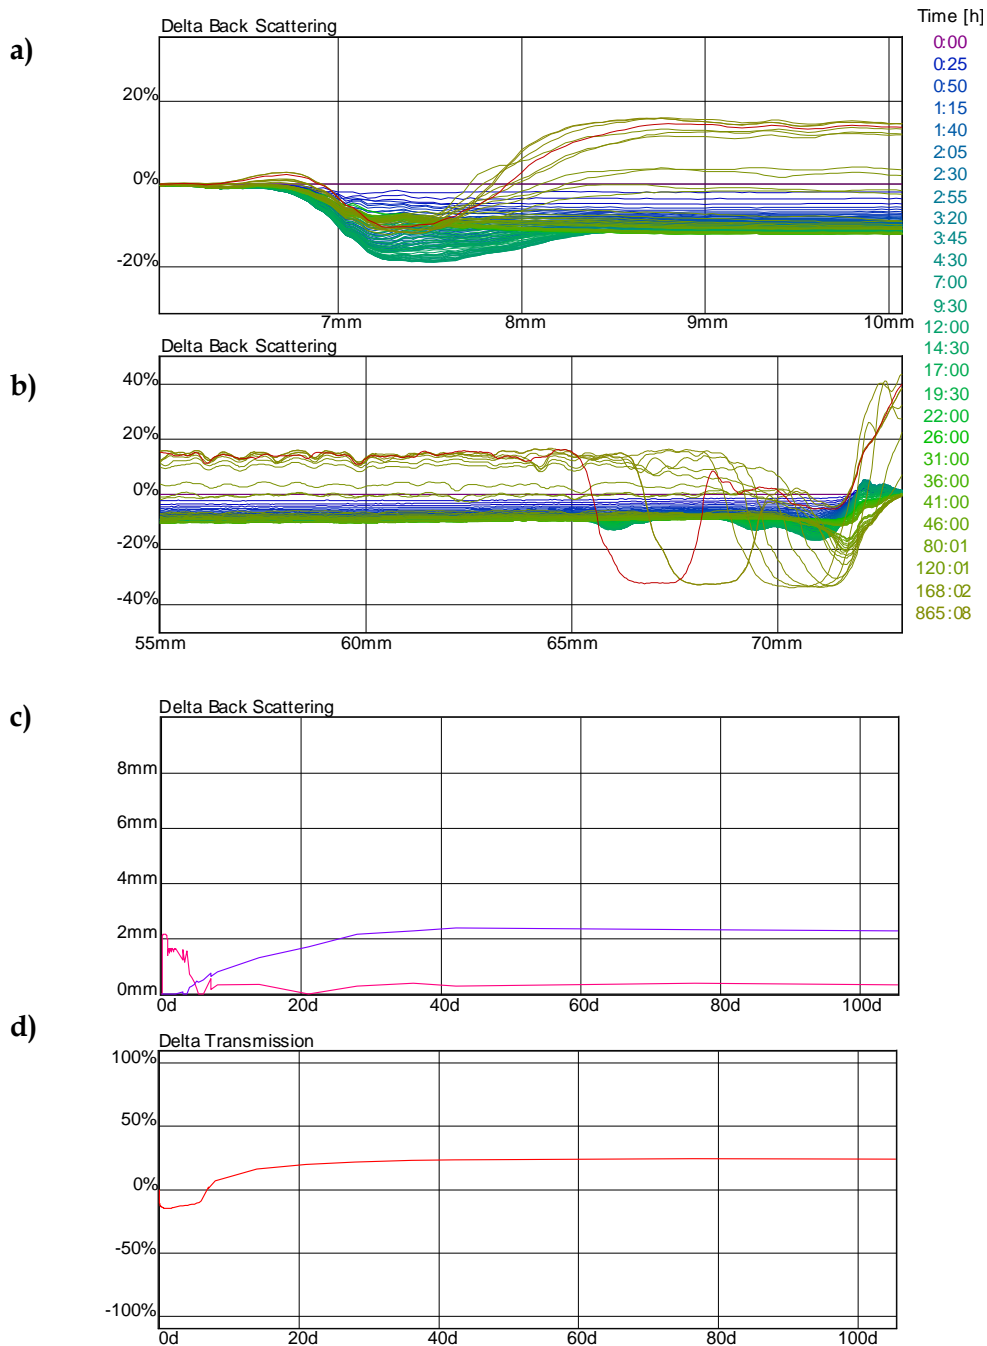 Time [h]
0:00
0:25
0:50
1:15
1:40
2:05
2:30
2:55
3:20
3:45
4:30
7:00
9:30
12:00
14:30
17:00
19:30
22:00
26:00
31:00
36:00
41:00
46:00
80:01
120:01
168:02
865:08
a)
Delta Back Scattering
20%
0%
-20%
7mm 8mm 9mm 10mm
b)
Delta Back Scattering
40%
20%
0%
-20%
-40%
55mm 60mm 65mm 70mm
c)
Delta Back Scattering
8mm
6mm
4mm
2mm
0mm
0d 20d 40d 60d 80d 100d
d)
Delta Transmission
100%
50%
0%
-50%
-100%
0d 20d 40d 60d 80d 100d